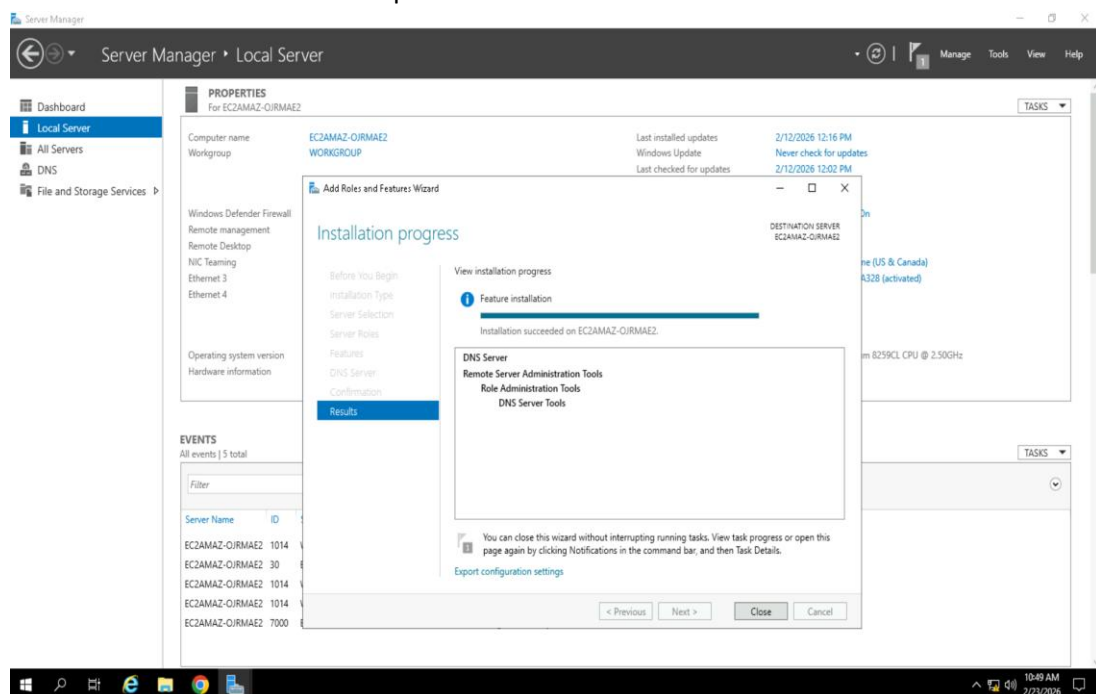 Server Manager
Server Manager • Local Server
1
Manage Tools View Help
Dashboard
Local Server
All Servers
DNS
File and Storage Services
PROPERTIES
For EC2AMAZ-OJRMAE2
TASKS
Computer name EC2AMAZ-OJRMAE2 Last installed updates 2/12/2026 12:16 PM
Workgroup WORKGROUP Windows Update Never check for updates
Last checked for updates 2/12/2026 12:02 PM
Windows Defender Firewall On
Remote management
Remote Desktop
NIC Teaming ne (US & Canada)
Ethernet 3 A328 (activated)
Ethernet 4
Operating system version m 8259CL CPU @ 2.50GHz
Hardware information
Add Roles and Features Wizard
Installation progress
DESTINATION SERVER
EC2AMAZ-OJRMAE2
Before You Begin
Installation Type
Server Selection
Server Roles
Features
DNS Server
Confirmation
Results
View installation progress
Feature installation
Installation succeeded on EC2AMAZ-OJRMAE2.
DNS Server
Remote Server Administration Tools
Role Administration Tools
DNS Server Tools
1
You can close this wizard without interrupting running tasks. View task progress or open this
page again by clicking Notifications in the command bar, and then Task Details.
Export configuration settings
< Previous Next > Close Cancel
EVENTS
All events | 5 total
TASKS
Filter
Server Name ID
EC2AMAZ-OJRMAE2 1014
EC2AMAZ-OJRMAE2 30
EC2AMAZ-OJRMAE2 1014
EC2AMAZ-OJRMAE2 1014
EC2AMAZ-OJRMAE2 7000
10:49 AM
2/23/2026